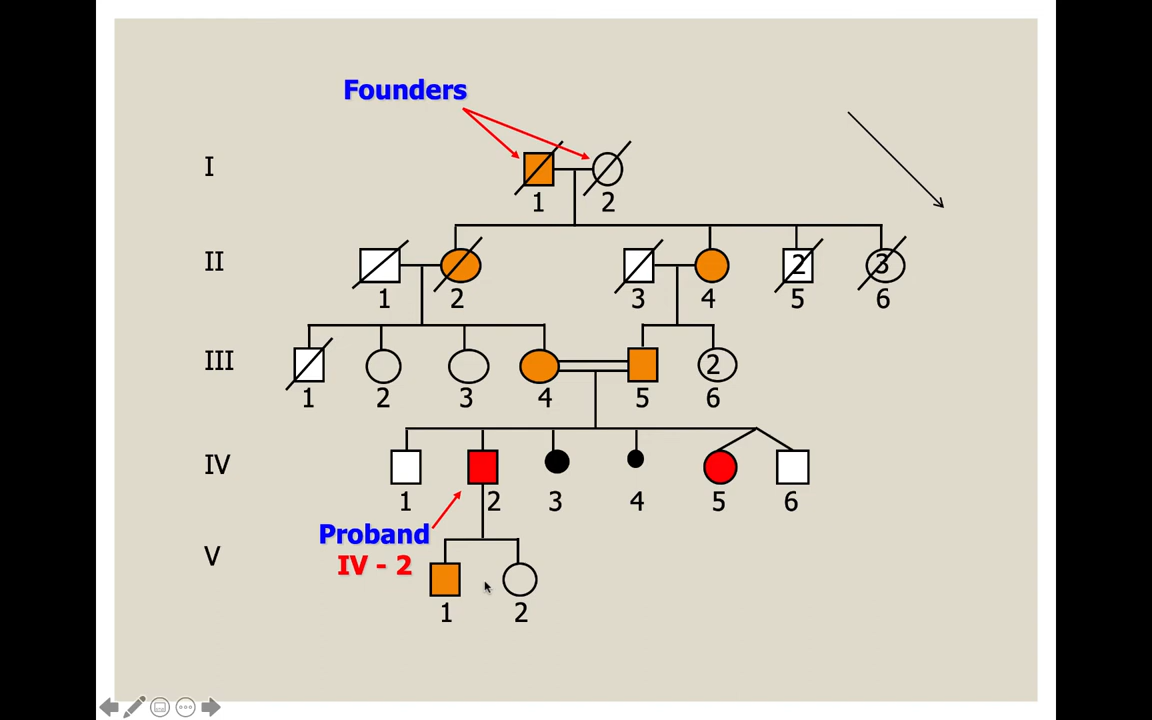 Founders
I
1 2
II
2 3
1 2 3 4 5 6
III
2
1 2 3 4 5 6
IV
1 2 3 4 5 6
Proband
IV - 2
V
1 2